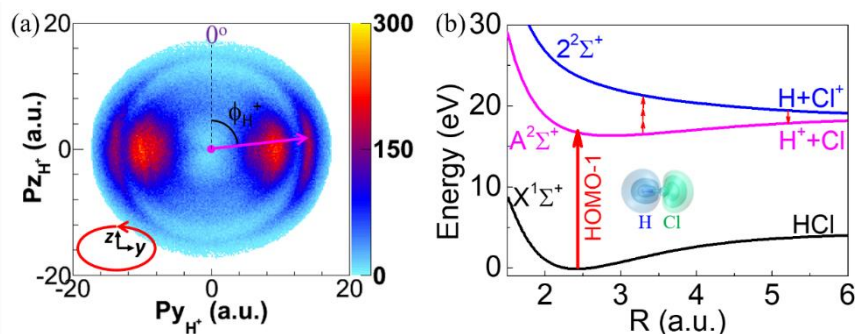 (a)
0°
300
150
0
20
0
-20
-20
0
20
Pz_H+ (a.u.)
Py_H+ (a.u.)
ϕ_H+
z
y
(b)
30
20
10
0
2
3
4
5
6
Energy (eV)
R (a.u.)
2²Σ⁺
H+Cl⁺
A²Σ⁺
H⁺+Cl
X¹Σ⁺
HOMO-1
H
Cl
HCl